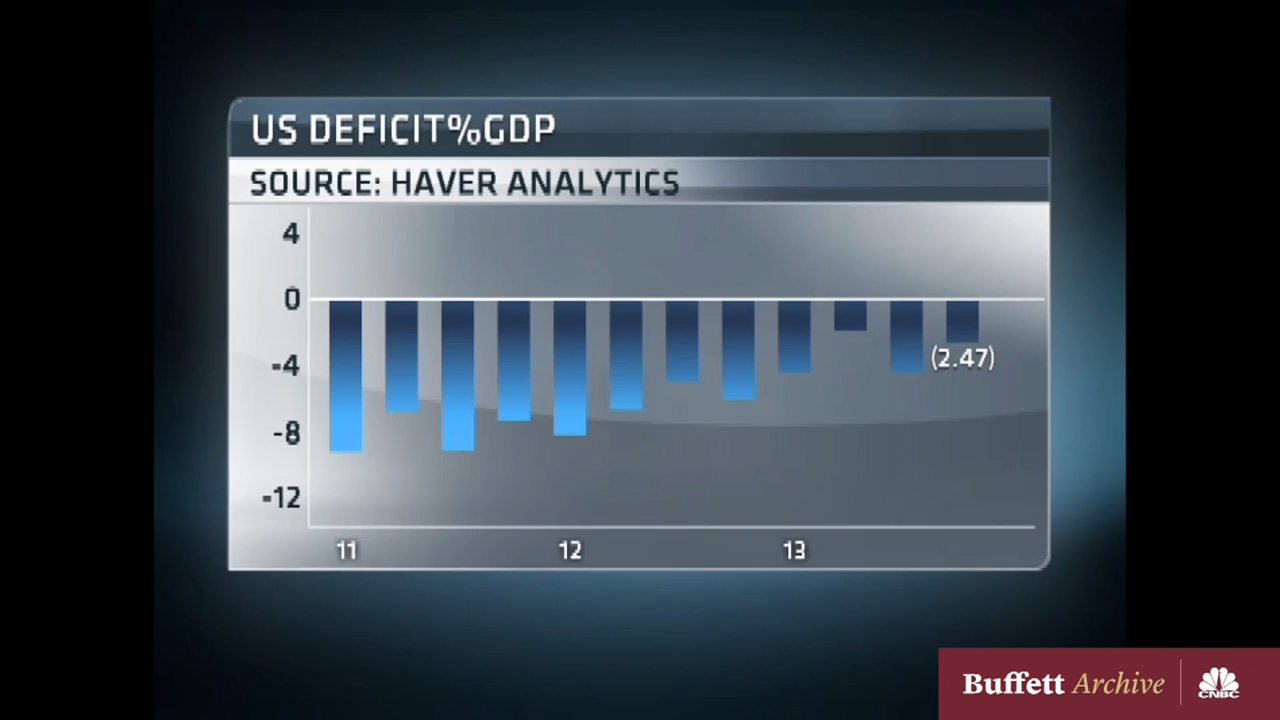 US DEFICIT%GDP
SOURCE: HAVER ANALYTICS
4
0
-4
(2.47)
-8
-12
11 12 13
Buffett Archive
CNBC